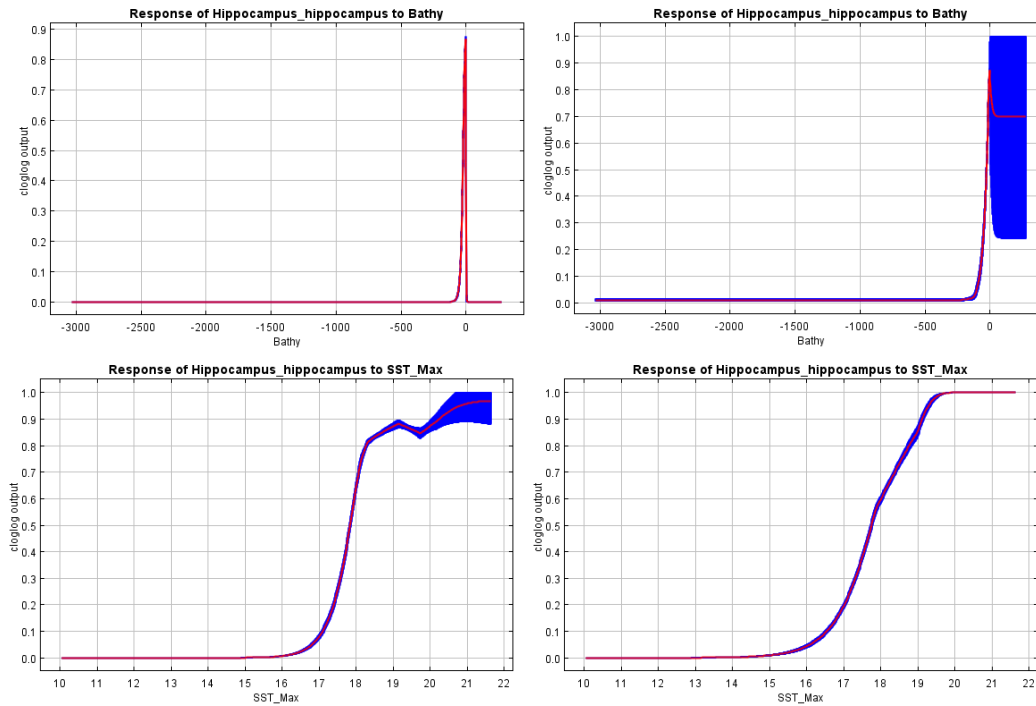 Response of Hippocampus_hippocampus to Bathy
0.9
0.8
0.7
0.6
0.5
0.4
0.3
0.2
0.1
0.0
cloglog output
-3000 -2500 -2000 -1500 -1000 -500 0
Bathy
Response of Hippocampus_hippocampus to Bathy
1.0
0.9
0.8
0.7
0.6
0.5
0.4
0.3
0.2
0.1
0.0
cloglog output
-3000 -2500 -2000 -1500 -1000 -500 0
Bathy
Response of Hippocampus_hippocampus to SST_Max
1.0
0.9
0.8
0.7
0.6
0.5
0.4
0.3
0.2
0.1
0.0
cloglog output
10 11 12 13 14 15 16 17 18 19 20 21 22
SST_Max
Response of Hippocampus_hippocampus to SST_Max
1.0
0.9
0.8
0.7
0.6
0.5
0.4
0.3
0.2
0.1
0.0
cloglog output
10 11 12 13 14 15 16 17 18 19 20 21 22
SST_Max